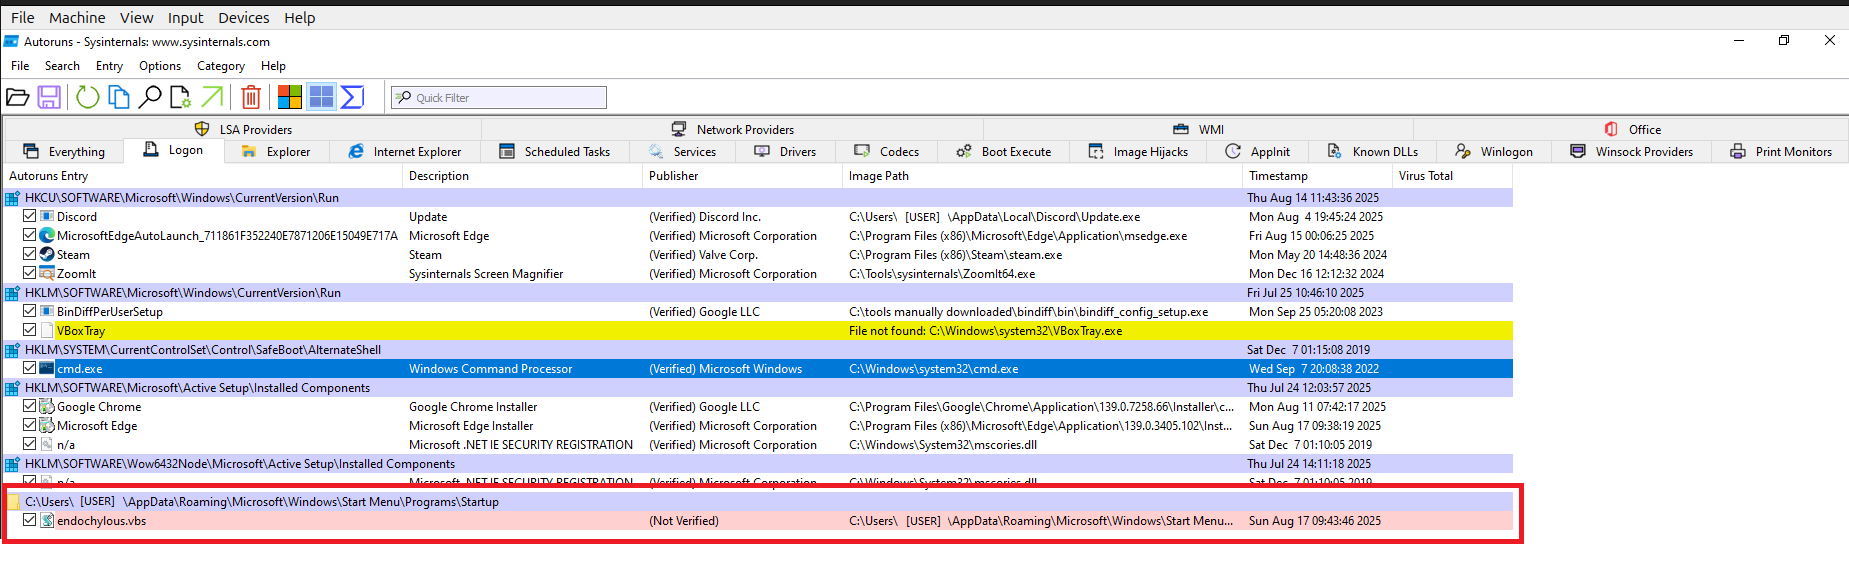 File Machine View Input Devices Help
Autoruns - Sysinternals: www.sysinternals.com
File Search Entry Options Category Help
Quick Filter
LSA Providers Network Providers WMI Office
Everything Logon Explorer Internet Explorer Scheduled Tasks Services Drivers Codecs Boot Execute Image Hijacks AppInit Known DLLs Winlogon Winsock Providers Print Monitors
Autoruns Entry Description Publisher Image Path Timestamp Virus Total
HKCU\SOFTWARE\Microsoft\Windows\CurrentVersion\Run Thu Aug 14 11:43:36 2025
Discord Update (Verified) Discord Inc. C:\Users\ [USER] \AppData\Local\Discord\Update.exe Mon Aug 4 19:45:24 2025
MicrosoftEdgeAutoLaunch_711861F352240E7871206E15049E717A Microsoft Edge (Verified) Microsoft Corporation C:\Program Files (x86)\Microsoft\Edge\Application\msedge.exe Fri Aug 15 00:06:25 2025
Steam Steam (Verified) Valve Corp. C:\Program Files (x86)\Steam\steam.exe Mon May 20 14:48:36 2024
ZoomIt Sysinternals Screen Magnifier (Verified) Microsoft Corporation C:\Tools\sysinternals\ZoomIt64.exe Mon Dec 16 12:12:32 2024
HKLM\SOFTWARE\Microsoft\Windows\CurrentVersion\Run Fri Jul 25 10:46:10 2025
BinDiffPerUserSetup (Verified) Google LLC C:\tools manually downloaded\bindiff\bin\bindiff_config_setup.exe Mon Sep 25 05:20:08 2023
VBoxTray File not found: C:\Windows\system32\VBoxTray.exe
HKLM\SYSTEM\CurrentControlSet\Control\SafeBoot\AlternateShell Sat Dec 7 01:15:08 2019
cmd.exe Windows Command Processor (Verified) Microsoft Windows C:\Windows\system32\cmd.exe Wed Sep 7 20:08:38 2022
HKLM\SOFTWARE\Microsoft\Active Setup\Installed Components Thu Jul 24 12:03:57 2025
Google Chrome Google Chrome Installer (Verified) Google LLC C:\Program Files\Google\Chrome\Application\139.0.7258.66\Installer\c... Mon Aug 11 07:42:17 2025
Microsoft Edge Microsoft Edge Installer (Verified) Microsoft Corporation C:\Program Files (x86)\Microsoft\Edge\Application\139.0.3405.102\Inst... Sun Aug 17 09:38:19 2025
n/a Microsoft .NET IE SECURITY REGISTRATION (Verified) Microsoft Corporation C:\Windows\System32\mscories.dll Sat Dec 7 01:10:05 2019
HKLM\SOFTWARE\Wow6432Node\Microsoft\Active Setup\Installed Components Thu Jul 24 14:11:18 2025
n/a Microsoft .NET IE SECURITY REGISTRATION (Verified) Microsoft Corporation C:\Windows\System32\mscories.dll Sat Dec 7 01:10:05 2019
C:\Users\ [USER] \AppData\Roaming\Microsoft\Windows\Start Menu\Programs\Startup
endochylous.vbs (Not Verified) C:\Users\ [USER] \AppData\Roaming\Microsoft\Windows\Start Menu... Sun Aug 17 09:43:46 2025